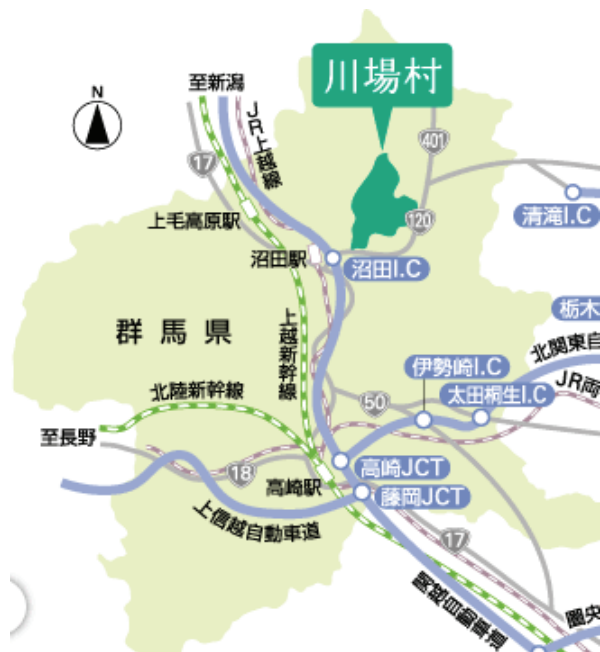 川場村
至新潟
N
JR上越線
401
17
清滝I.C
上毛高原駅
120
沼田駅
沼田I.C
栃木
上越新幹線
群馬県
北関東自
伊勢崎I.C
太田桐生I.C
JR両
北陸新幹線
50
至長野
高崎JCT
18
高崎駅
藤岡JCT
上信越自動車道
17
関越自動車道
圏央